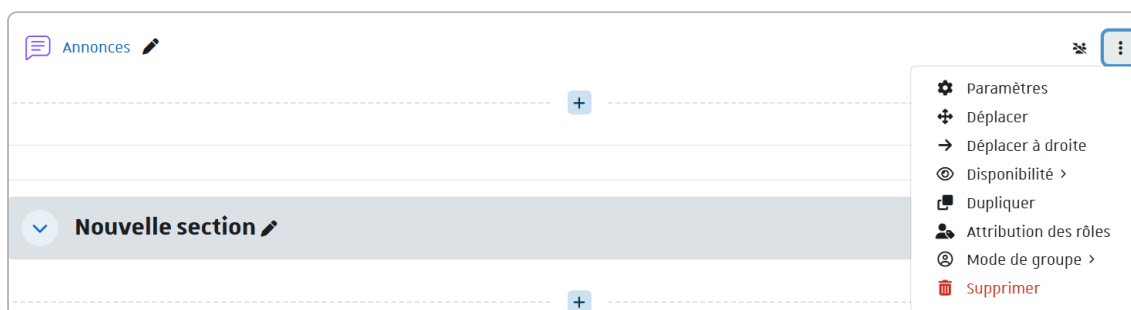 Annonces
Paramètres
Déplacer
Déplacer à droite
Disponibilité >
Dupliquer
Attribution des rôles
Mode de groupe >
Supprimer
Nouvelle section